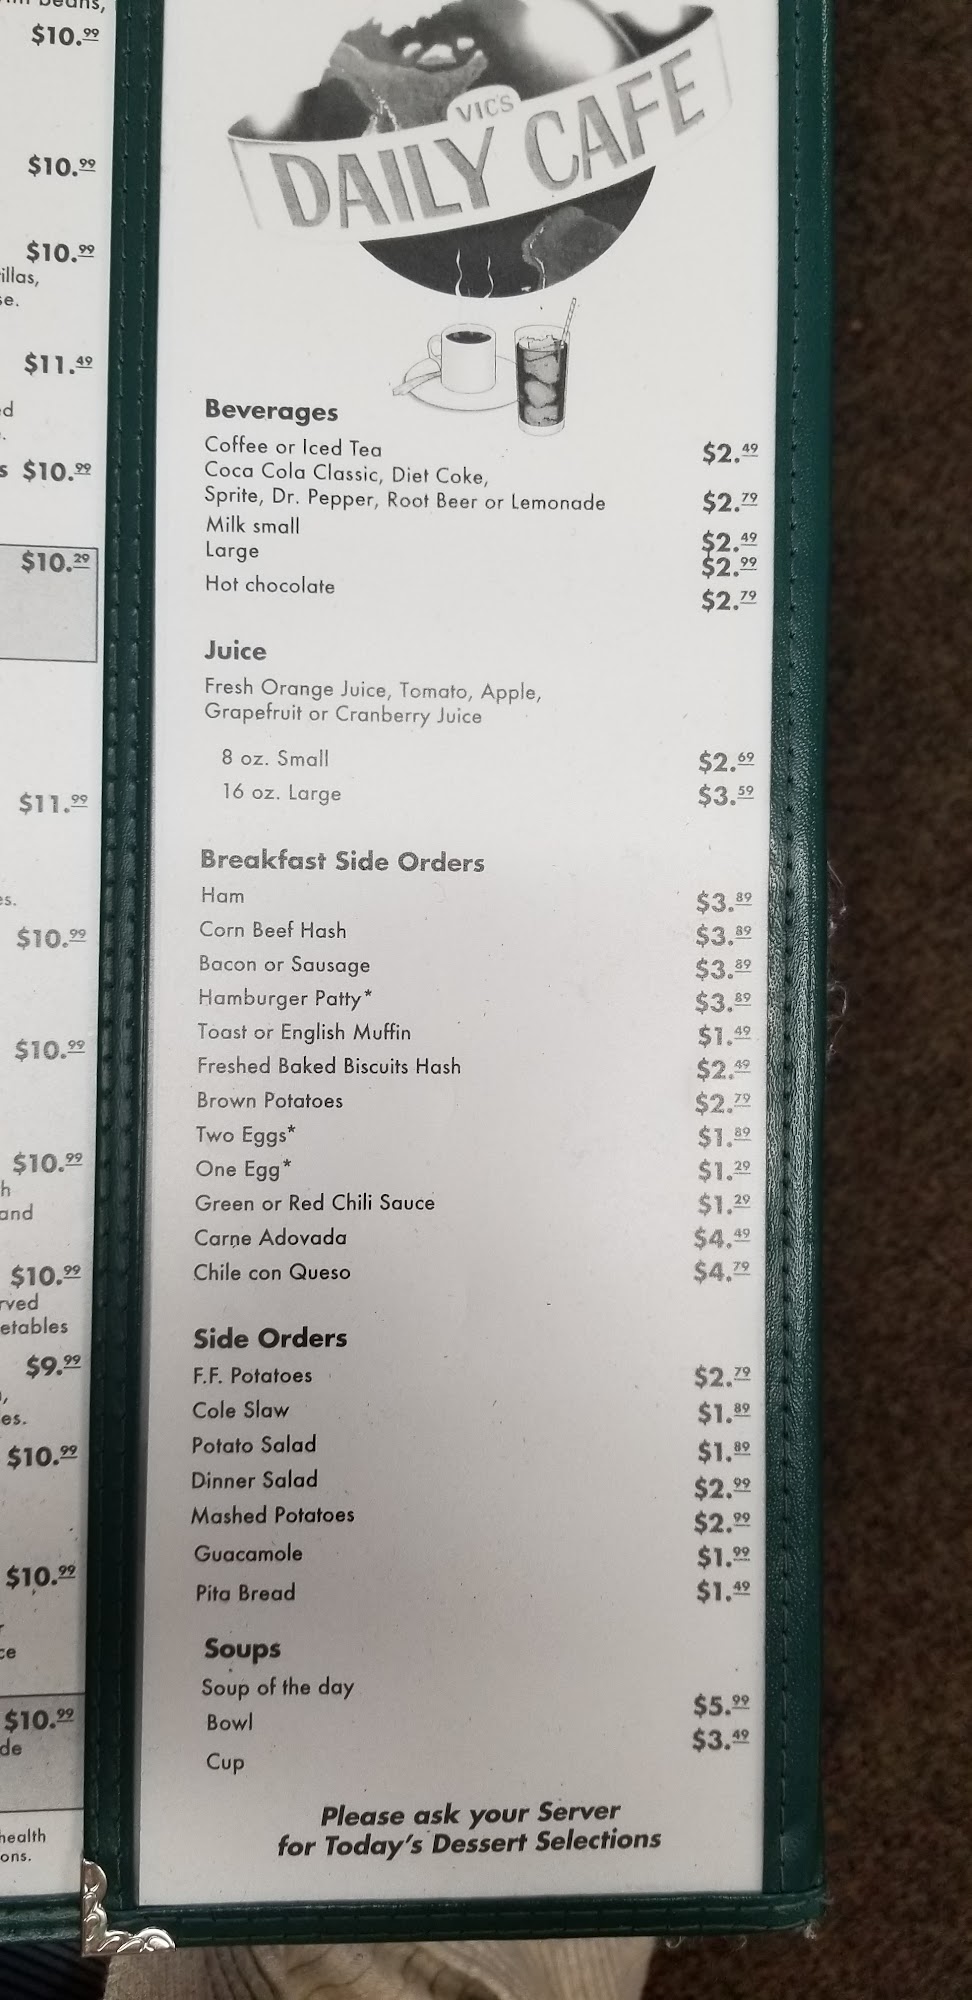 beans,
$10.99
$10.99
$10.99
illas,
se.
$11.49
ed
s $10.99
$10.29
$11.99
es.
$10.99
$10.99
$10.99
h
and
$10.99
rved
etables
$9.99
es.
$10.99
$10.99
ce
$10.99
de
health
ons.
VIC'S
DAILY CAFE
Beverages
Coffee or Iced Tea $2.49
Coca Cola Classic, Diet Coke,
Sprite, Dr. Pepper, Root Beer or Lemonade $2.79
Milk small $2.49
Large $2.99
Hot chocolate $2.79
Juice
Fresh Orange Juice, Tomato, Apple,
Grapefruit or Cranberry Juice
8 oz. Small $2.69
16 oz. Large $3.59
Breakfast Side Orders
Ham $3.89
Corn Beef Hash $3.89
Bacon or Sausage $3.89
Hamburger Patty* $3.89
Toast or English Muffin $1.49
Freshed Baked Biscuits Hash $2.49
Brown Potatoes $2.79
Two Eggs* $1.89
One Egg* $1.29
Green or Red Chili Sauce $1.29
Carne Adovada $4.49
Chile con Queso $4.79
Side Orders
F.F. Potatoes $2.79
Cole Slaw $1.89
Potato Salad $1.89
Dinner Salad $2.99
Mashed Potatoes $2.99
Guacamole $1.99
Pita Bread $1.49
Soups
Soup of the day
Bowl $5.99
Cup $3.49
Please ask your Server
for Today's Dessert Selections